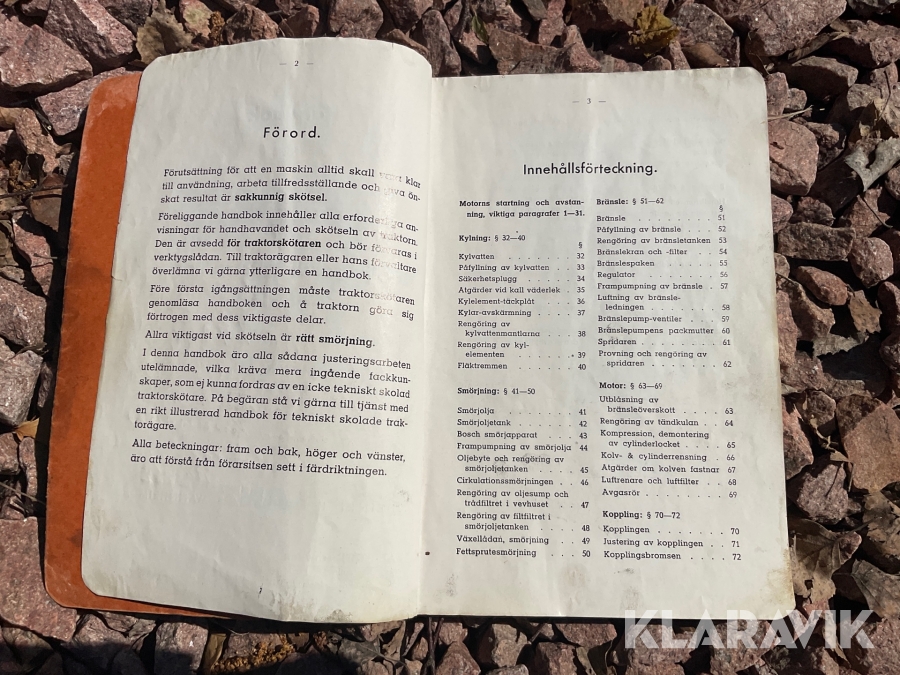 — 2 —
Förord.
Förutsättning för att en maskin alltid skall klar
till användning, arbeta tillfredsställande och ön-
skat resultat är sakkunnig skötsel.
Föreliggande handbok innehåller alla erforderliga an-
visningar för handhavandet och skötseln av traktorn.
Den är avsedd för traktorskötaren och bör förvaras i
verktygslådan. Till traktorägaren eller hans förvaltare
överlämna vi gärna ytterligare en handbok.
Före första igångsättningen måste traktorskötaren
genomläsa handboken och å traktorn göra sig
förtrogen med dess viktigaste delar.
Allra viktigast vid skötseln är rätt smörjning.
I denna handbok äro alla sådana justeringsarbeten
utelämnade, vilka kräva mera ingående fackkun-
skaper, som ej kunna fordras av en icke tekniskt skolad
traktorskötare. På begäran stå vi gärna till tjänst med
en rikt illustrerad handbok för tekniskt skolade trak-
torägare.
Alla beteckningar: fram och bak, höger och vänster,
äro att förstå från förarsitsen sett i färdriktningen.
— 3 —
Innehållsförteckning.
Motorns startning och avstan-
ning, viktiga paragrafer 1—31.
Kylning: § 32—40
§
Kylvatten . . . . . . . 32
Påfyllning av kylvatten . . 33
Säkerhetsplugg . . . . . 34
Åtgärder vid kall väderlek . 35
Kylelement-täckplåt . . . 36
Kylar-avskärmning . . . . 37
Rengöring av
kylvattenmantlarna . . . 38
Rengöring av kyl-
elementen . . . . . . 39
Fläktremmen . . . . . . 40
Smörjning: § 41—50
Smörjolja . . . . . . . 41
Smörjoljetank . . . . . . 42
Bosch smörjapparat . . . 43
Frampumpning av smörjolja 44
Oljebyte och rengöring av
smörjoljetanken . . . . 45
Cirkulationssmörjningen . . 46
Rengöring av oljesump och
trådfiltret i vevhuset . . 47
Rengöring av filtfiltret i
smörjoljetanken . . . . 48
Växellådan, smörjning . . 49
Fettsprutesmörjning . . . 50
Bränsle: § 51—62
§
Bränsle . . . . . . . . 51
Påfyllning av bränsle . . . 52
Rengöring av bränsletanken 53
Bränslekran och -filter . . . 54
Bränslespaken . . . . . 55
Regulator . . . . . . . 56
Frampumpning av bränsle . 57
Luftning av bränsle-
ledningen . . . . . . 58
Bränslepump-ventiler . . . 59
Bränslepumpens packmutter 60
Spridaren . . . . . . . 61
Provning och rengöring av
spridaren . . . . . . 62
Motor: § 63—69
Utblåsning av
bränsleöverskott . . . . 63
Rengöring av tändkulan . . 64
Kompression, demontering
av cylinderlocket . . . . 65
Kolv- & cylinderrensning . . 66
Åtgärder om kolven fastnar 67
Luftrenare och luftfilter . . 68
Avgasrör . . . . . . . 69
Koppling: § 70—72
Kopplingen . . . . . . 70
Justering av kopplingen . . 71
Kopplingsbromsen . . . . 72
KLARAVIK